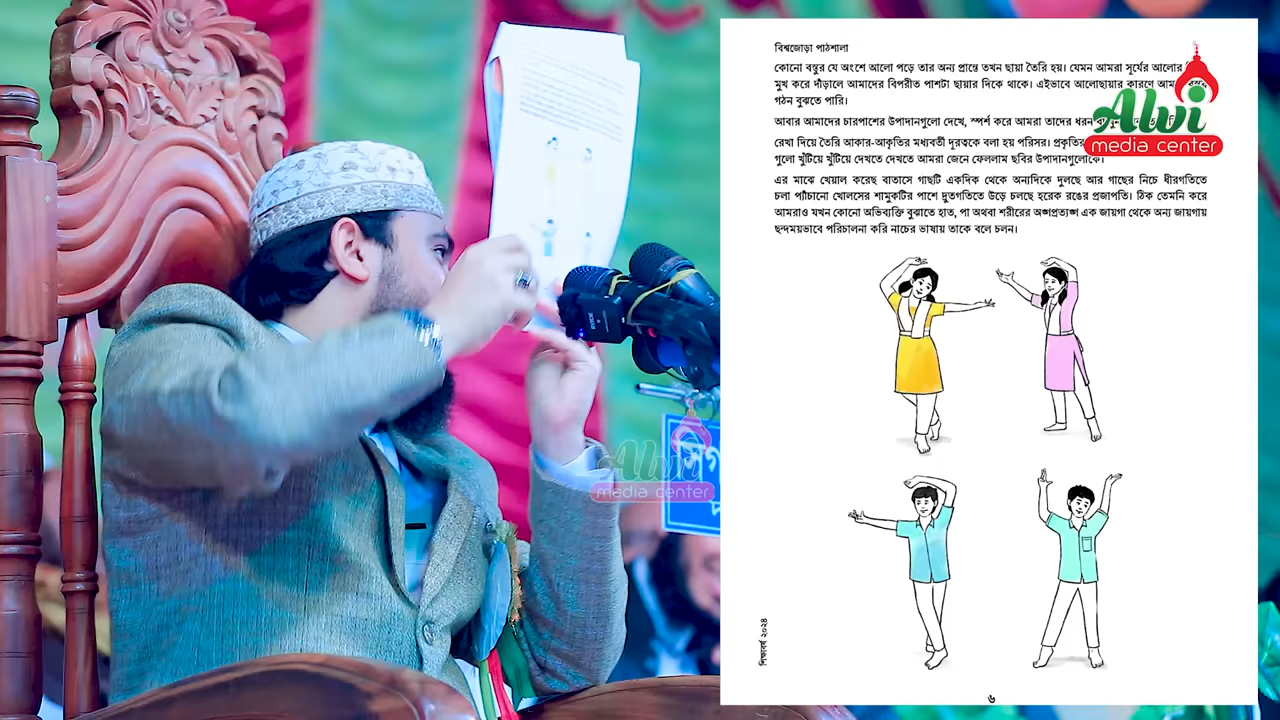 বিশ্বজোড়া পাঠশালা
কোনো বস্তুর যে অংশে আলো পড়ে তার অন্য প্রান্তে তখন ছায়া তৈরি হয়। যেমন আমরা সূর্যের আলোর
মুখ করে দাঁড়ালে আমাদের বিপরীত পাশটা ছায়ার দিকে থাকে। এইভাবে আলোছায়ার কারণে
গঠন বুঝতে পারি।
আবার আমাদের চারপাশের উপাদানগুলো দেখে, স্পর্শ করে আমরা তাদের ধরন
রেখা দিয়ে তৈরি আকার-আকৃতির মধ্যবর্তী দূরত্বকে বলা হয় পরিসর।
গুলো খুঁটিয়ে খুঁটিয়ে দেখতে দেখতে আমরা জেনে ফেললাম ছবির উপাদানগুলোকে।
এর মাঝে খেয়াল করেছ বাতাসে গাছটি একদিক থেকে অন্যদিকে দুলছে আর গাছের নিচে ধীরগতিতে
চলা প্যাঁচানো খোলসের শামুকটির পাশে দ্রুতগতিতে উড়ে চলছে হরেক রঙের প্রজাপতি। ঠিক তেমনি করে
আমরাও যখন কোনো অভিব্যক্তি বুঝাতে হাত, পা অথবা শরীরের অঙ্গপ্রত্যঙ্গ এক জায়গা থেকে অন্য জায়গায়
ছন্দময়ভাবে পরিচালনা করি নাচের ভাষায় তাকে বলে চলন।
শিক্ষাবর্ষ ২০২৪
৬
Alvi
media center
Alvi
media center